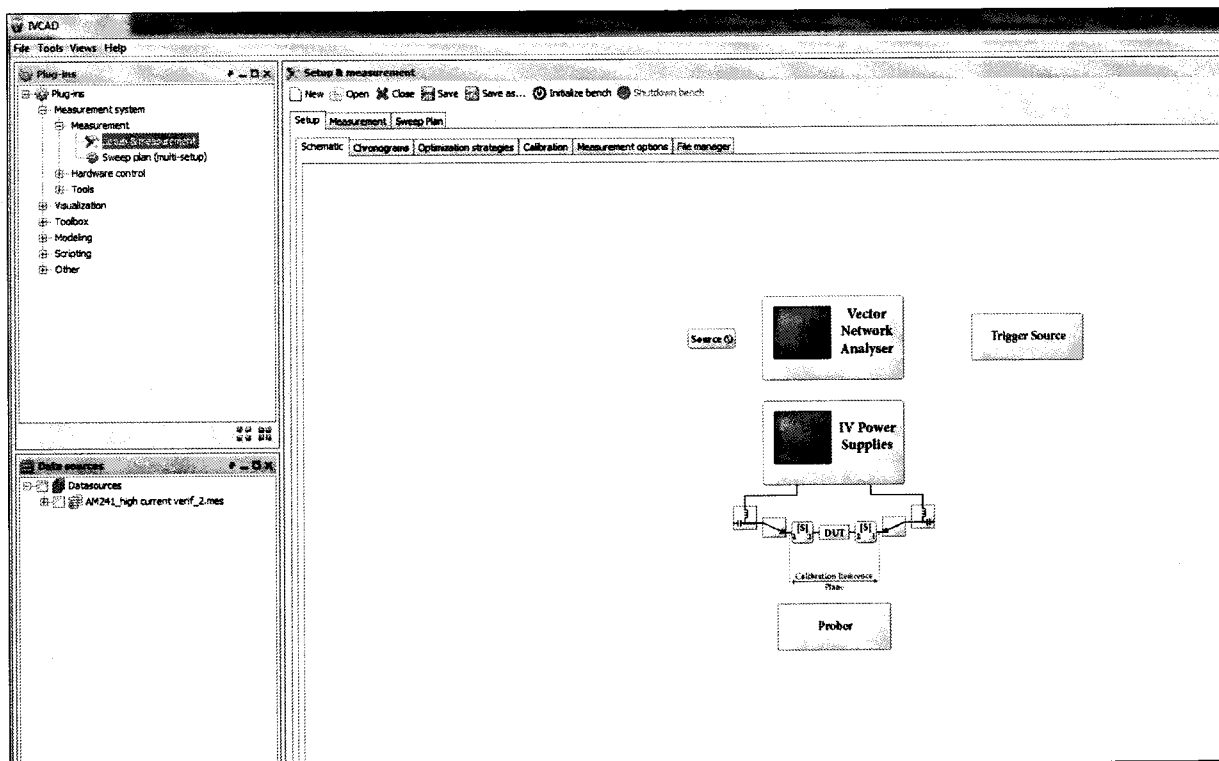 IVCAD
File Tools Views Help
Plug-ins
Plug-ins
Measurement system
Measurement
Sweep plan (multi-setup)
Hardware control
Tools
Visualization
Toolbox
Modeling
Scripting
Other
Data sources
Datasources
AM241_high current verif_2.mes
Setup & measurement
New Open Close Save Save as... Initialize bench Shutdown bench
Setup Measurement Sweep Plan
Schematic Chronograms Optimization strategies Calibration Measurement options File manager
Source
Vector
Network
Analyser
Trigger Source
IV Power
Supplies
[S] DUT [S]
Calibration Reference
Plane
Prober